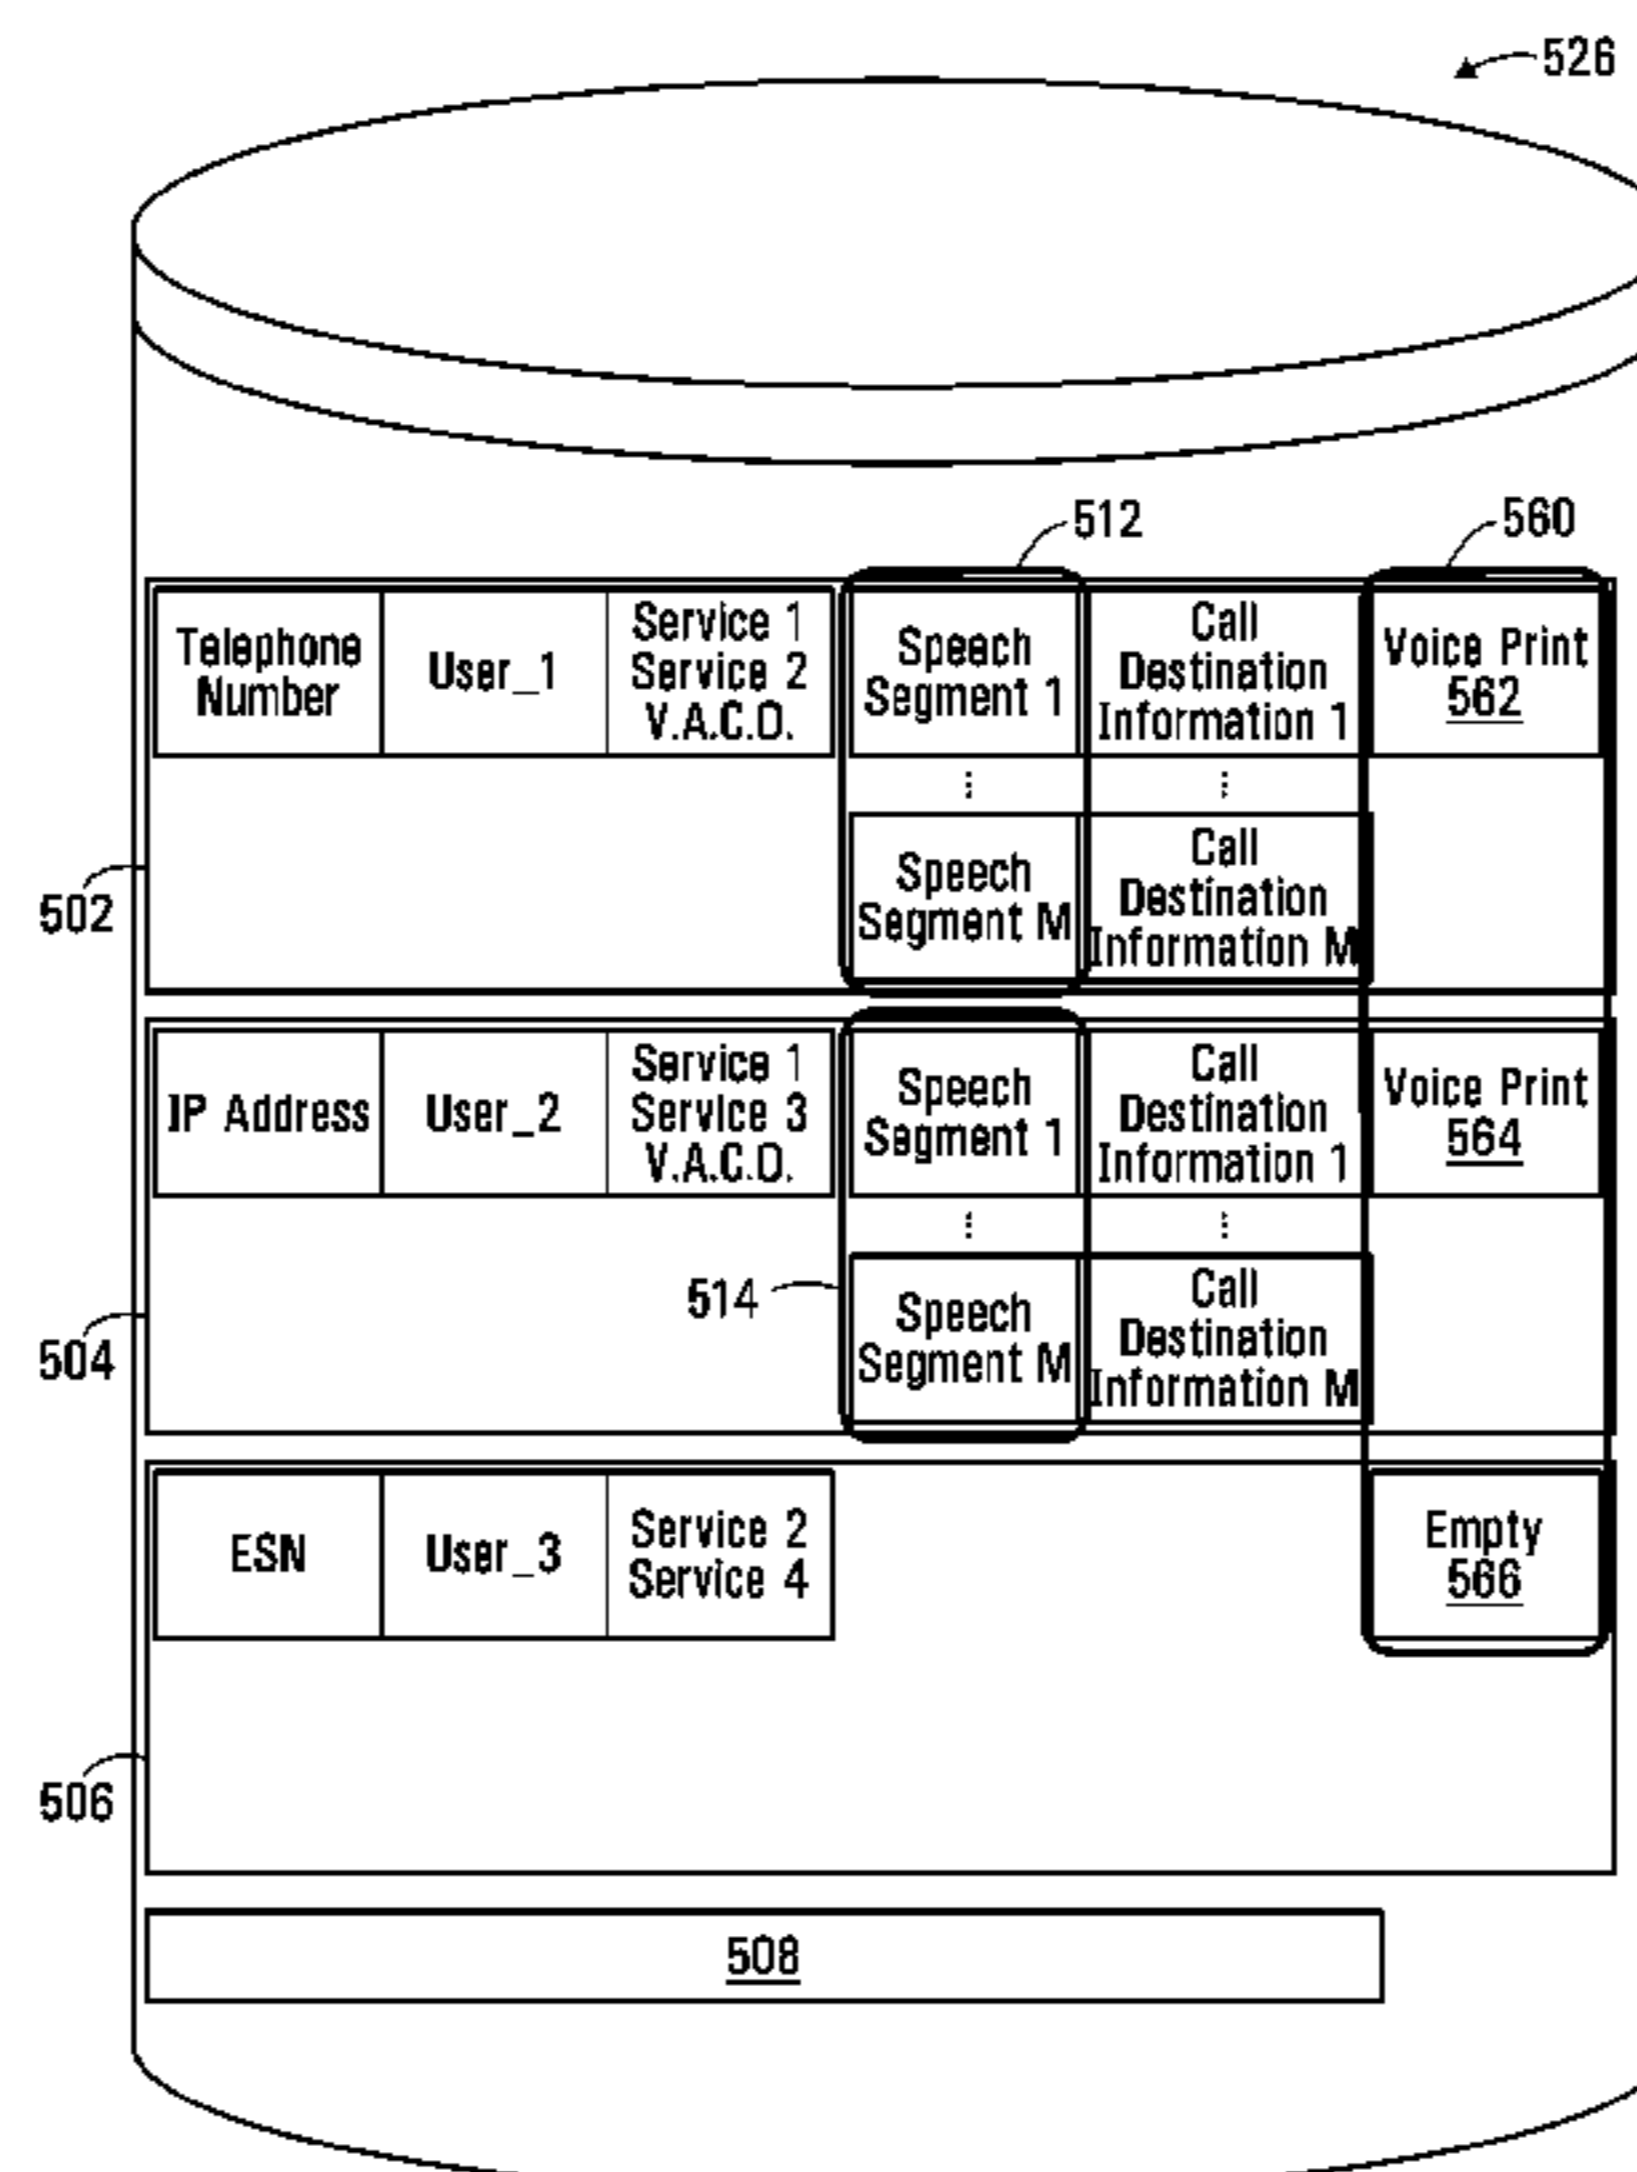 526
512
560
Telephone
Number
User_1
Service 1
Service 2
V.A.C.D.
Speech
Segment 1
Call
Destination
Information 1
Voice Print
562
⋮
⋮
Speech
Segment M
Call
Destination
Information M
502
IP Address
User_2
Service 1
Service 3
V.A.C.D.
Speech
Segment 1
Call
Destination
Information 1
Voice Print
564
⋮
⋮
514
Speech
Segment M
Call
Destination
Information M
504
ESN
User_3
Service 2
Service 4
Empty
566
506
508